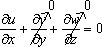 ∂u/∂x + ∂v/∂y 0 + ∂w/∂z 0 = 0